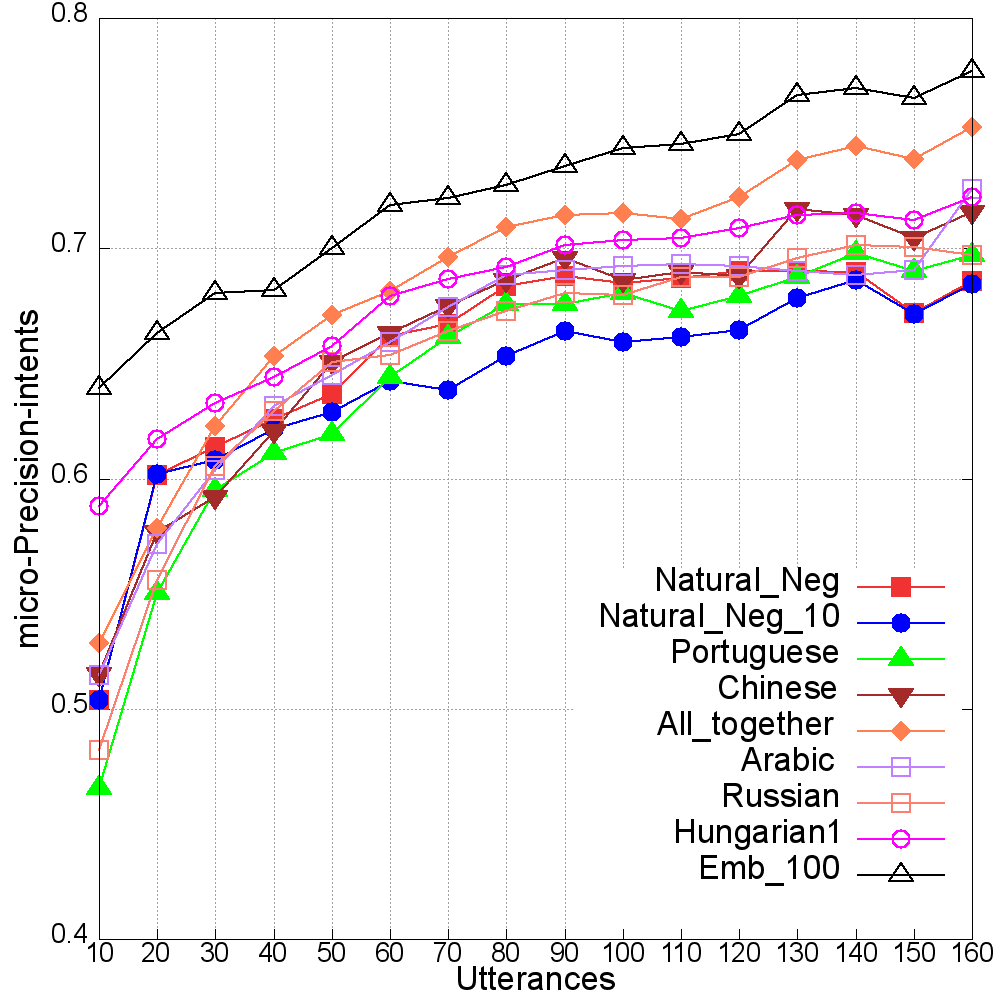 0.8
0.7
0.6
0.5
0.4
micro-Precision-intents
Natural_Neg
Natural_Neg_10
Portuguese
Chinese
All_together
Arabic
Russian
Hungarian1
Emb_100
10 20 30 40 50 60 70 80 90 100 110 120 130 140 150 160
Utterances